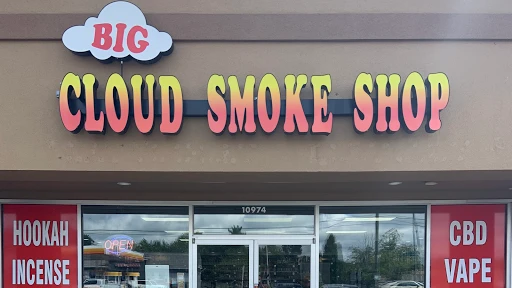 BIG
CLOUD SMOKE SHOP
10974
HOOKAH
INCENSE
OPEN
CBD
VAPE